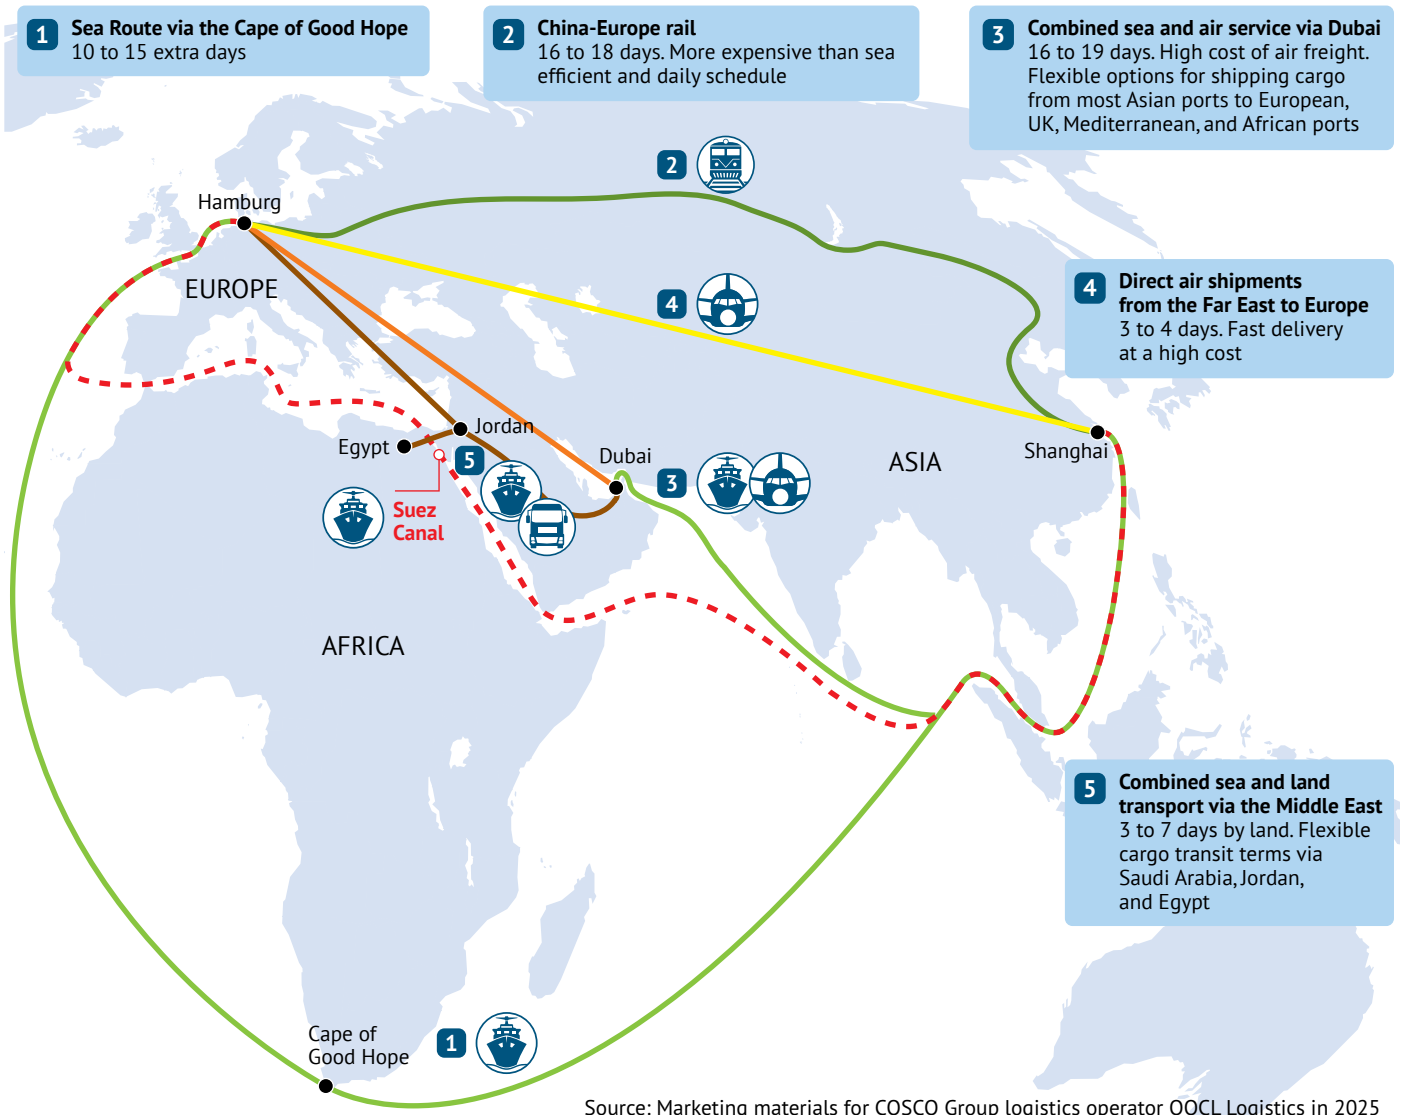 1
Sea Route via the Cape of Good Hope
10 to 15 extra days
2
China-Europe rail
16 to 18 days. More expensive than sea
efficient and daily schedule
3
Combined sea and air service via Dubai
16 to 19 days. High cost of air freight.
Flexible options for shipping cargo
from most Asian ports to European,
UK, Mediterranean, and African ports
2
Hamburg
EUROPE
4
4
Direct air shipments
from the Far East to Europe
3 to 4 days. Fast delivery
at a high cost
Jordan
Egypt
5
Dubai
3
ASIA
Shanghai
Suez
Canal
AFRICA
5
Combined sea and land
transport via the Middle East
3 to 7 days by land. Flexible
cargo transit terms via
Saudi Arabia, Jordan,
and Egypt
Cape of
Good Hope
1
Source: Marketing materials for COSCO Group logistics operator OOCL Logistics in 2025